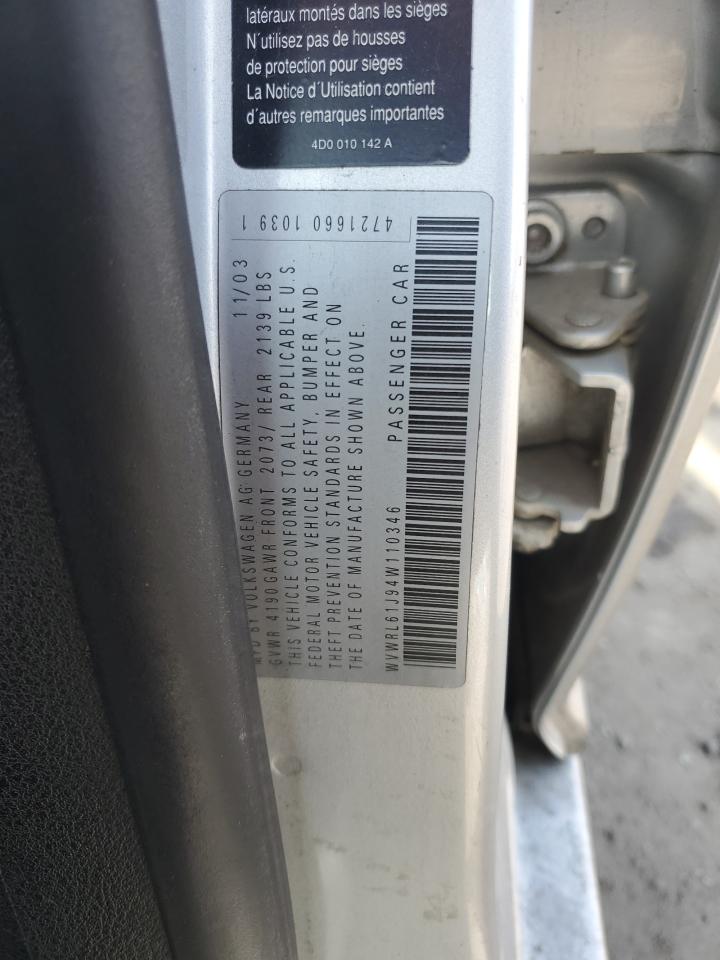 latéraux montés dans les sièges
N´utilisez pas de housses
de protection pour sièges
La Notice d´Utilisation contient
d´autres remarques importantes
4D0 010 142 A
4721660 1039 1
MFD BY VOLKSWAGEN AG GERMANY 11/03
GVWR 4190 GAWR FRONT 2073/ REAR 2139 LBS
THIS VEHICLE CONFORMS TO ALL APPLICABLE U.S.
FEDERAL MOTOR VEHICLE SAFETY, BUMPER AND
THEFT PREVENTION STANDARDS IN EFFECT ON
THE DATE OF MANUFACTURE SHOWN ABOVE.
WVWRL61J94W110346 PASSENGER CAR